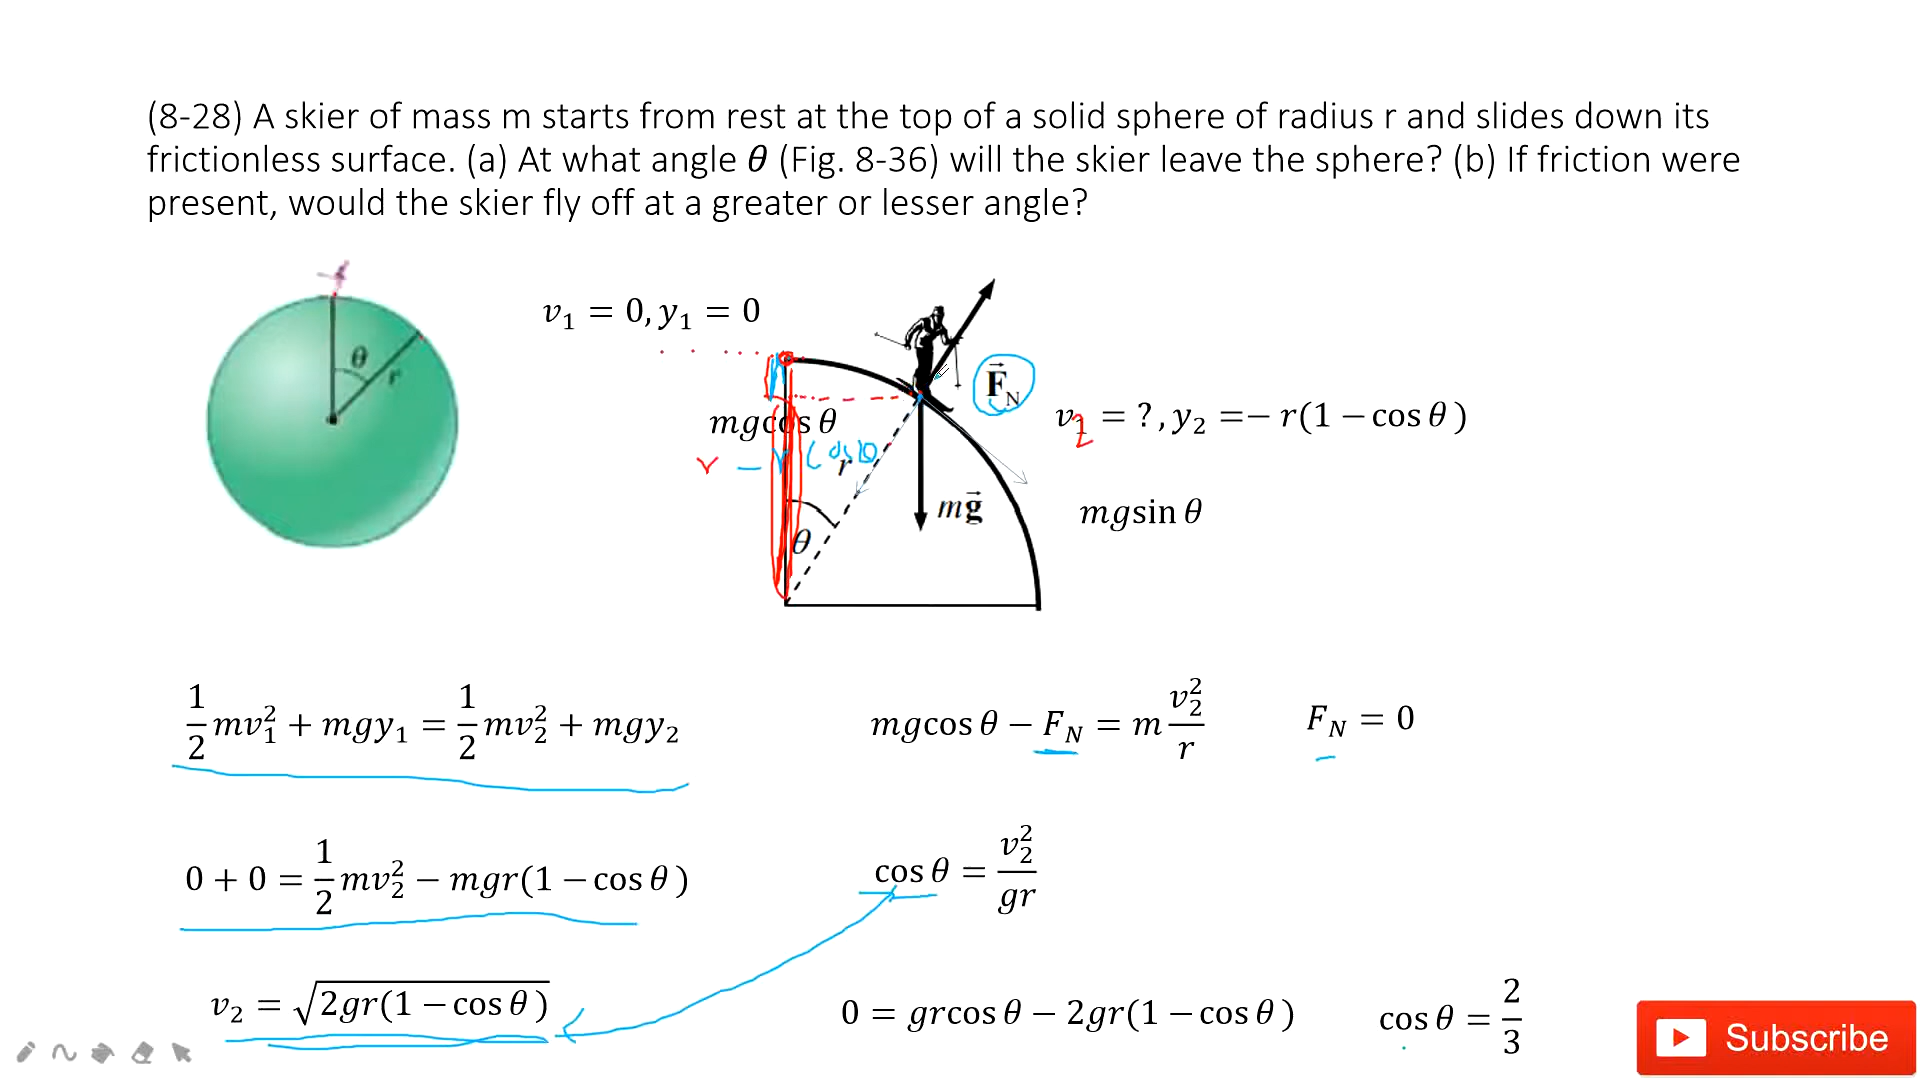 (8-28) A skier of mass m starts from rest at the top of a solid sphere of radius r and slides down its
frictionless surface. (a) At what angle θ (Fig. 8-36) will the skier leave the sphere? (b) If friction were
present, would the skier fly off at a greater or lesser angle?
θ
r
v₁ = 0, y₁ = 0
h
F⃗_N
mgcos θ
v₂ = ?, y₂ = − r(1 − cos θ)
r − r cos θ
r
mg⃗
mgsin θ
θ
1/2 mv₁² + mgy₁ = 1/2 mv₂² + mgy₂
mgcos θ − F_N = m v₂²/r
F_N = 0
0 + 0 = 1/2 mv₂² − mgr(1 − cos θ)
cos θ = v₂²/gr
v₂ = √(2gr(1 − cos θ))
0 = grcos θ − 2gr(1 − cos θ)
cos θ = 2/3
Subscribe